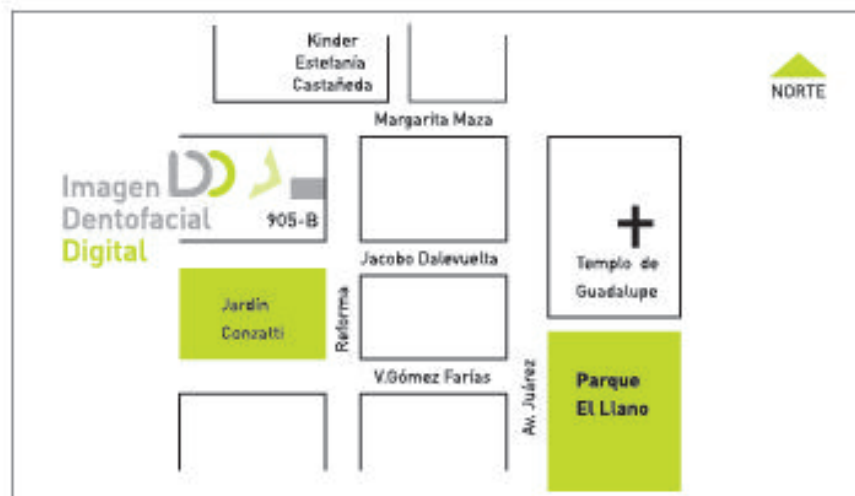 Kinder
Estefanía
Castañeda
NORTE
Margarita Maza
Imagen
Dentofacial
Digital
905-B
Jacobo Dalevuelta
Templo de
Guadalupe
Jardín
Conzatti
Reforma
V.Gómez Farías
Av. Juárez
Parque
El Llano